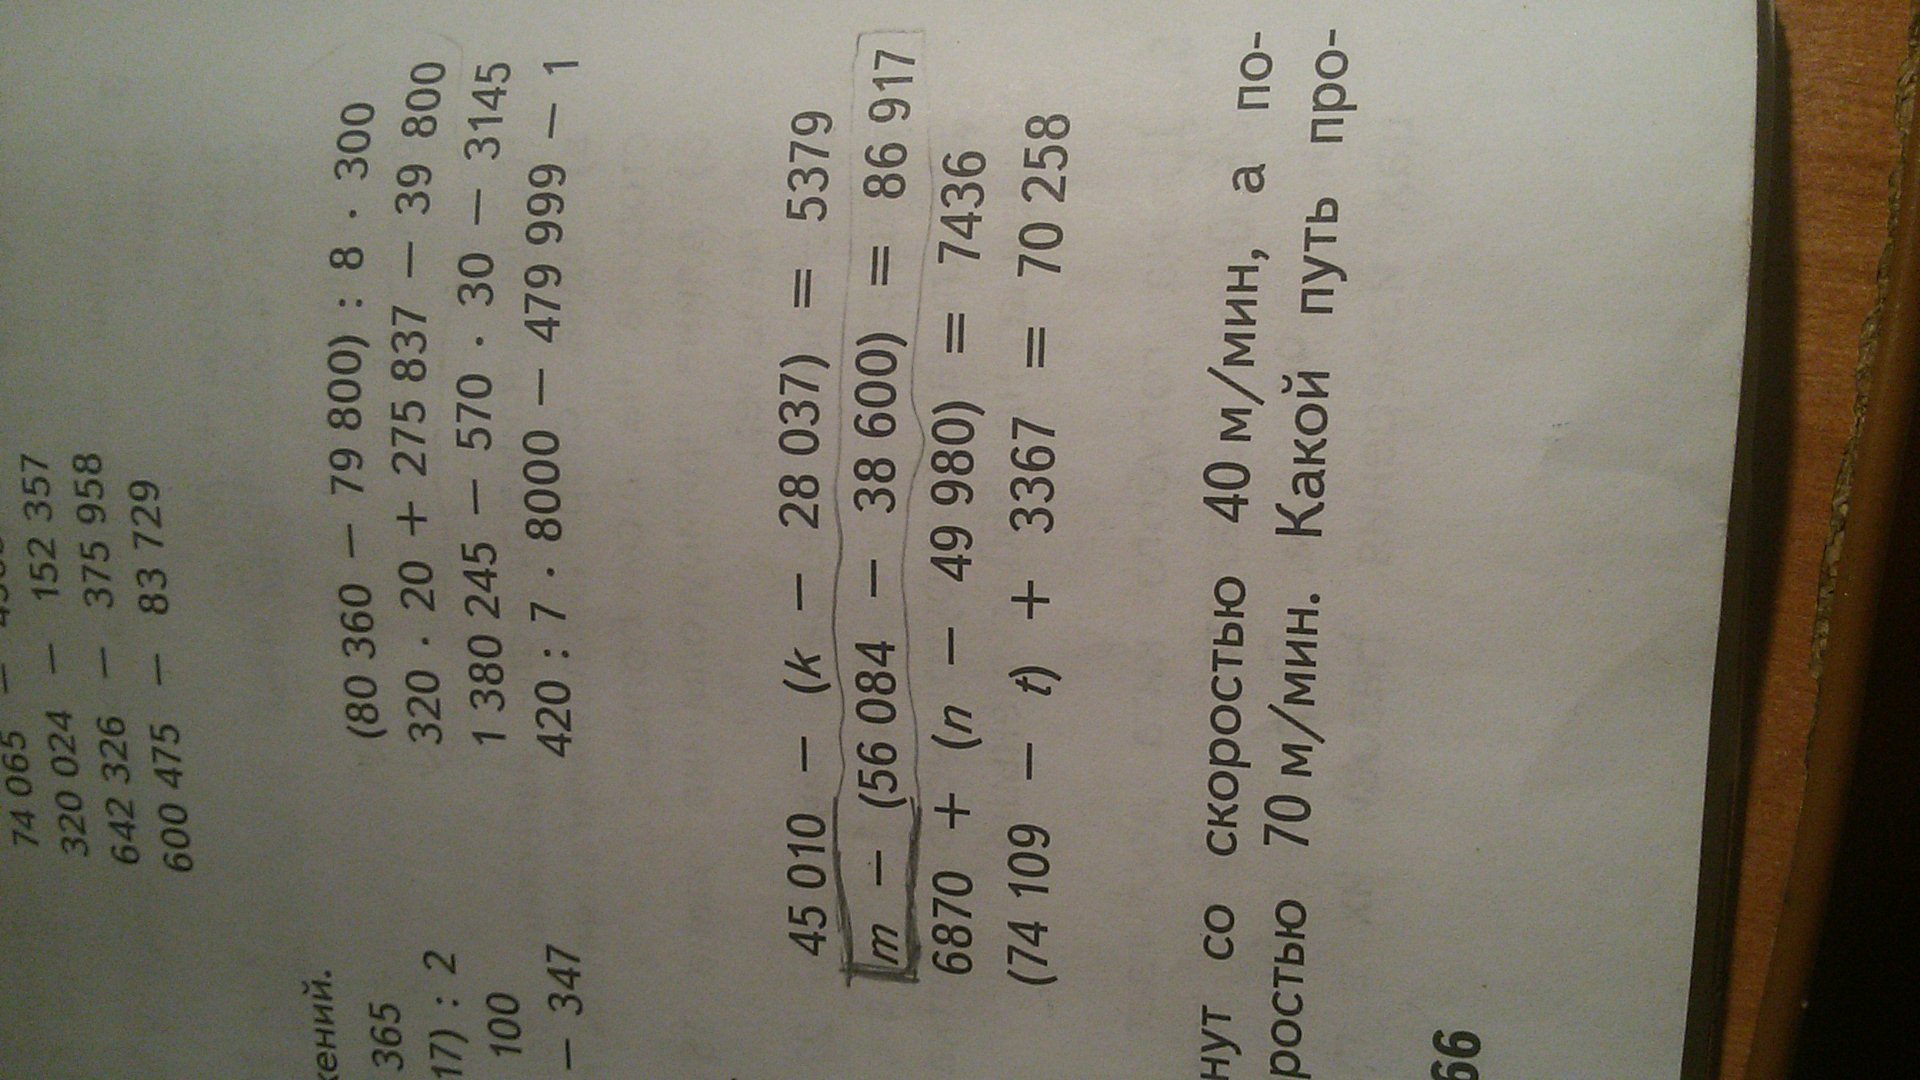 74 065 –
320 024 – 152 357
642 326 – 375 958
600 475 – 83 729
жений.
365
17) : 2
100
– 347
(80 360 – 79 800) : 8 · 300
320 · 20 + 275 837 – 39 800
1 380 245 – 570 · 30 – 3145
420 : 7 · 8000 – 479 999 – 1
45 010 – (k – 28 037) = 5379
m – (56 084 – 38 600) = 86 917
6870 + (n – 49 980) = 7436
(74 109 – t) + 3367 = 70 258
нут со скоростью 40 м/мин, а по-
ростью 70 м/мин. Какой путь про-
66